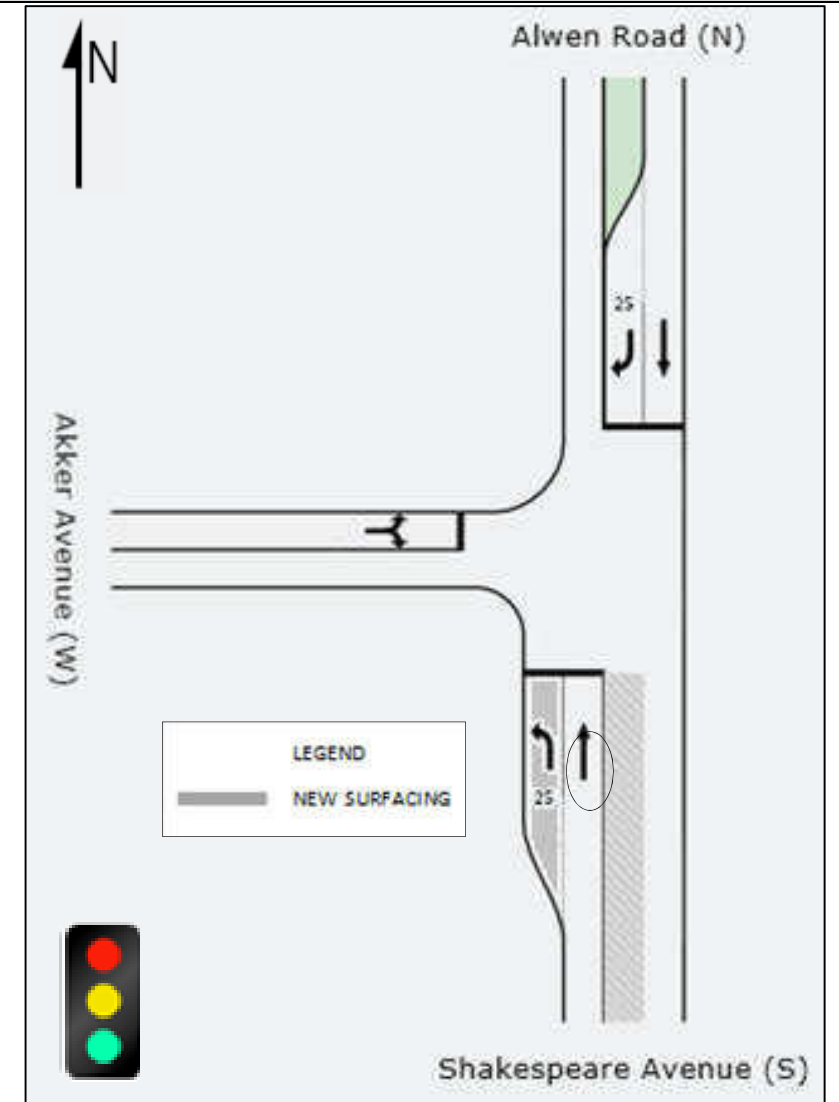 Alwen Road (N)
N
25
Akker Avenue (W)
LEGEND
NEW SURFACING
25
Shakespeare Avenue (S)